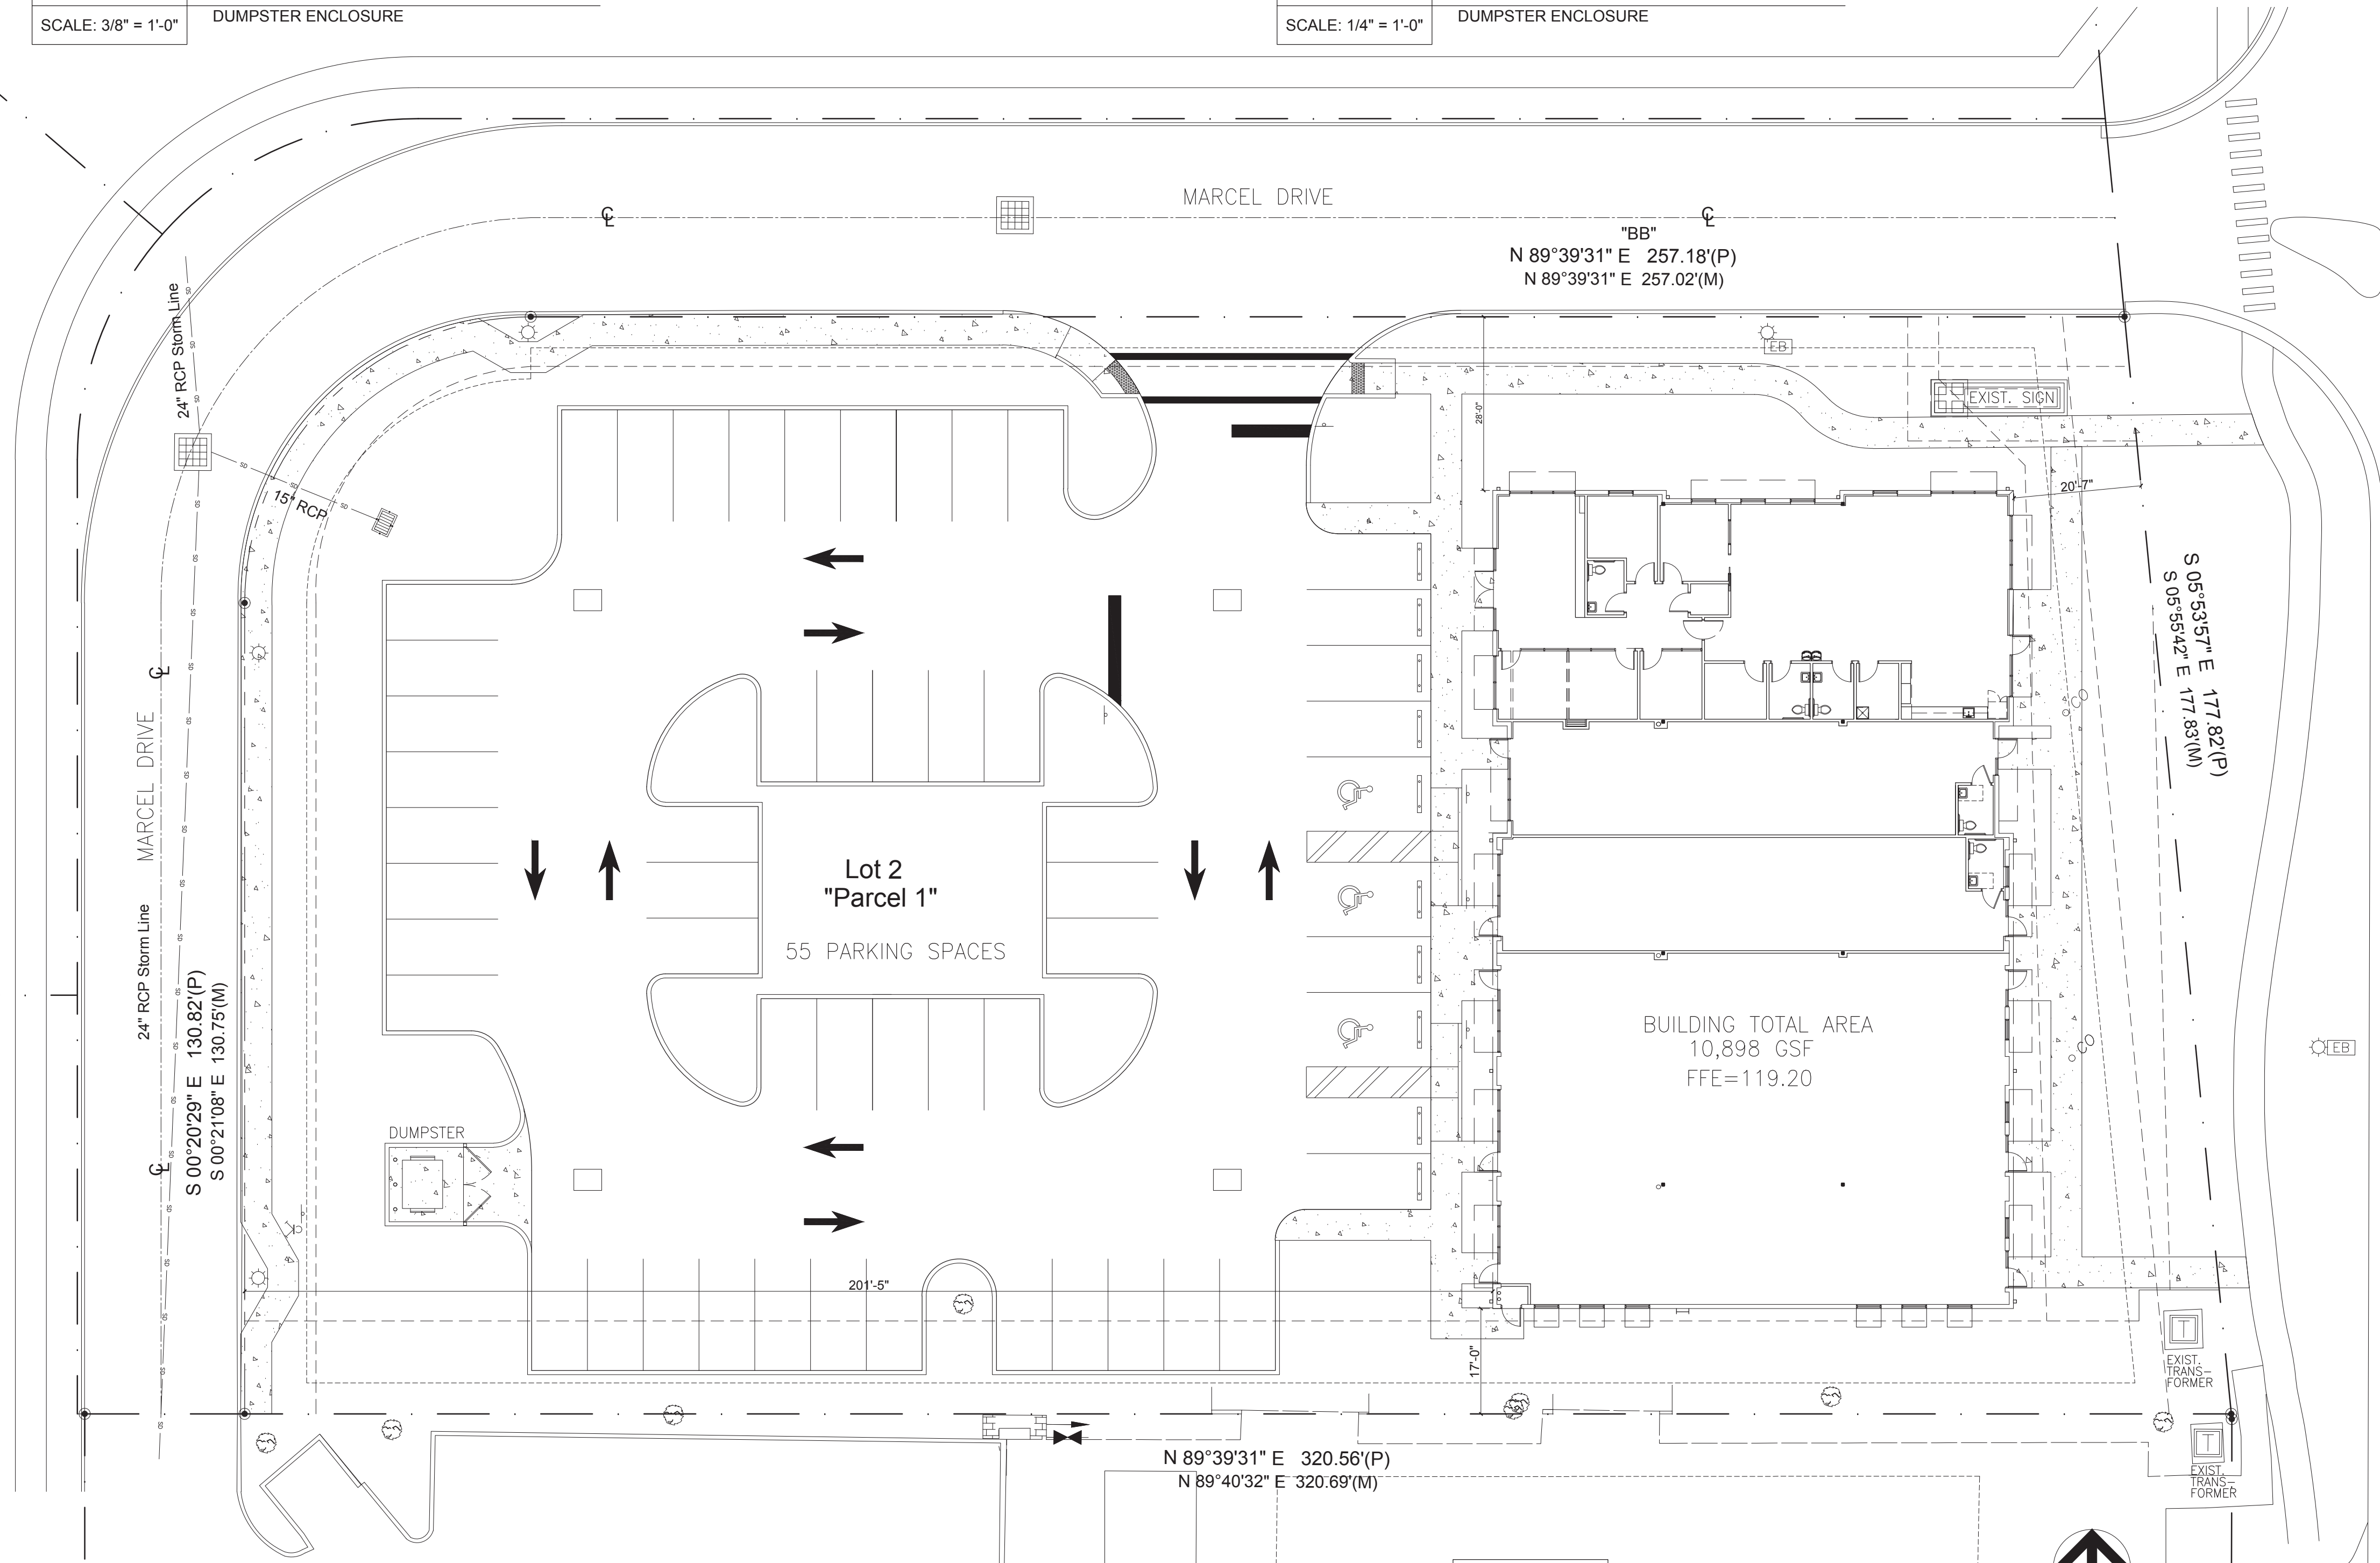 SCALE: 3/8" = 1'-0"
DUMPSTER ENCLOSURE
SCALE: 1/4" = 1'-0"
DUMPSTER ENCLOSURE
MARCEL DRIVE
"BB"
N 89°39'31" E 257.18'(P)
N 89°39'31" E 257.02'(M)
24" RCP Storm Line
15" RCP
EB
EXIST. SIGN
28'-0"
20'-7"
S 05°53'57" E 177.82'(P)
S 05°55'42" E 177.83'(M)
MARCEL DRIVE
24" RCP Storm Line
S 00°20'29" E 130.82'(P)
S 00°21'08" E 130.75'(M)
Lot 2
"Parcel 1"
55 PARKING SPACES
CO
CO
BUILDING TOTAL AREA
10,898 GSF
FFE=119.20
EB
DUMPSTER
201'-5"
17'-0"
T
EXIST.
TRANS-
FORMER
T
EXIST.
TRANS-
FORMER
N 89°39'31" E 320.56'(P)
N 89°40'32" E 320.69'(M)